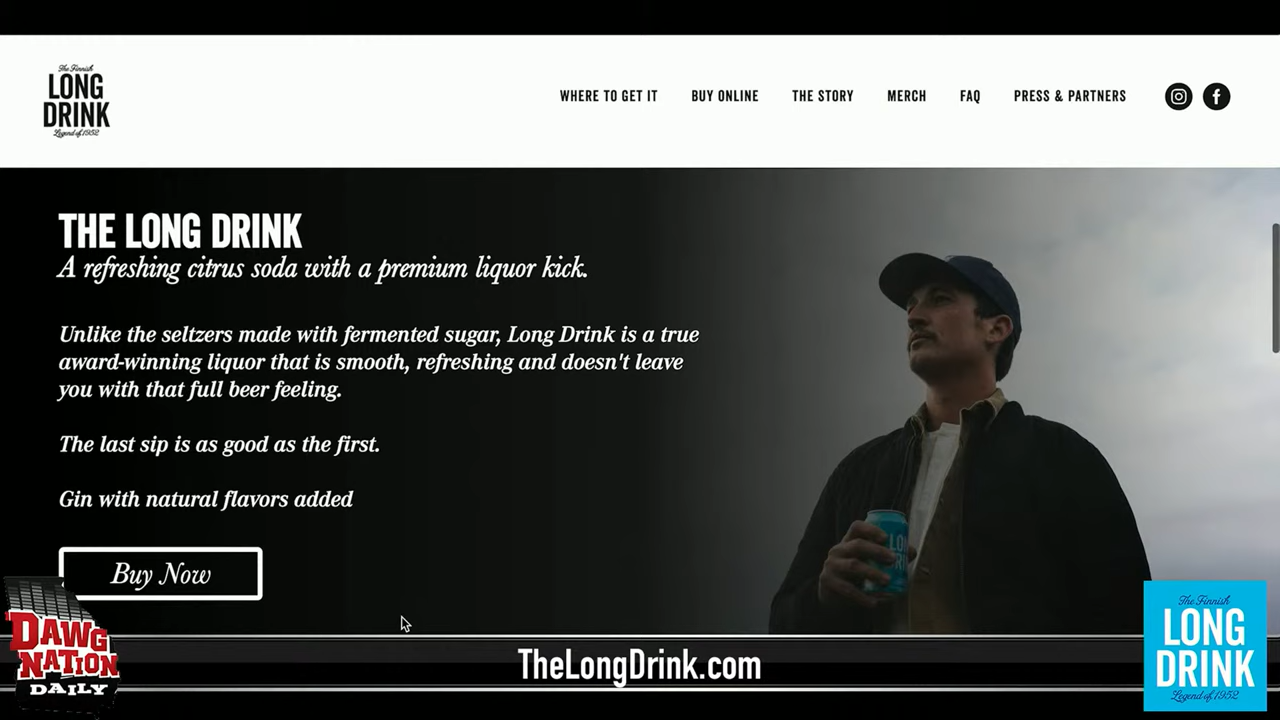 The Finnish
LONG
DRINK
Legend of 1952
WHERE TO GET IT
BUY ONLINE
THE STORY
MERCH
FAQ
PRESS & PARTNERS
THE LONG DRINK
A refreshing citrus soda with a premium liquor kick.
Unlike the seltzers made with fermented sugar, Long Drink is a true
award-winning liquor that is smooth, refreshing and doesn't leave
you with that full beer feeling.
The last sip is as good as the first.
Gin with natural flavors added
Buy Now
DAWG
NATION
DAILY
TheLongDrink.com
The Finnish
LONG
DRINK
Legend of 1952